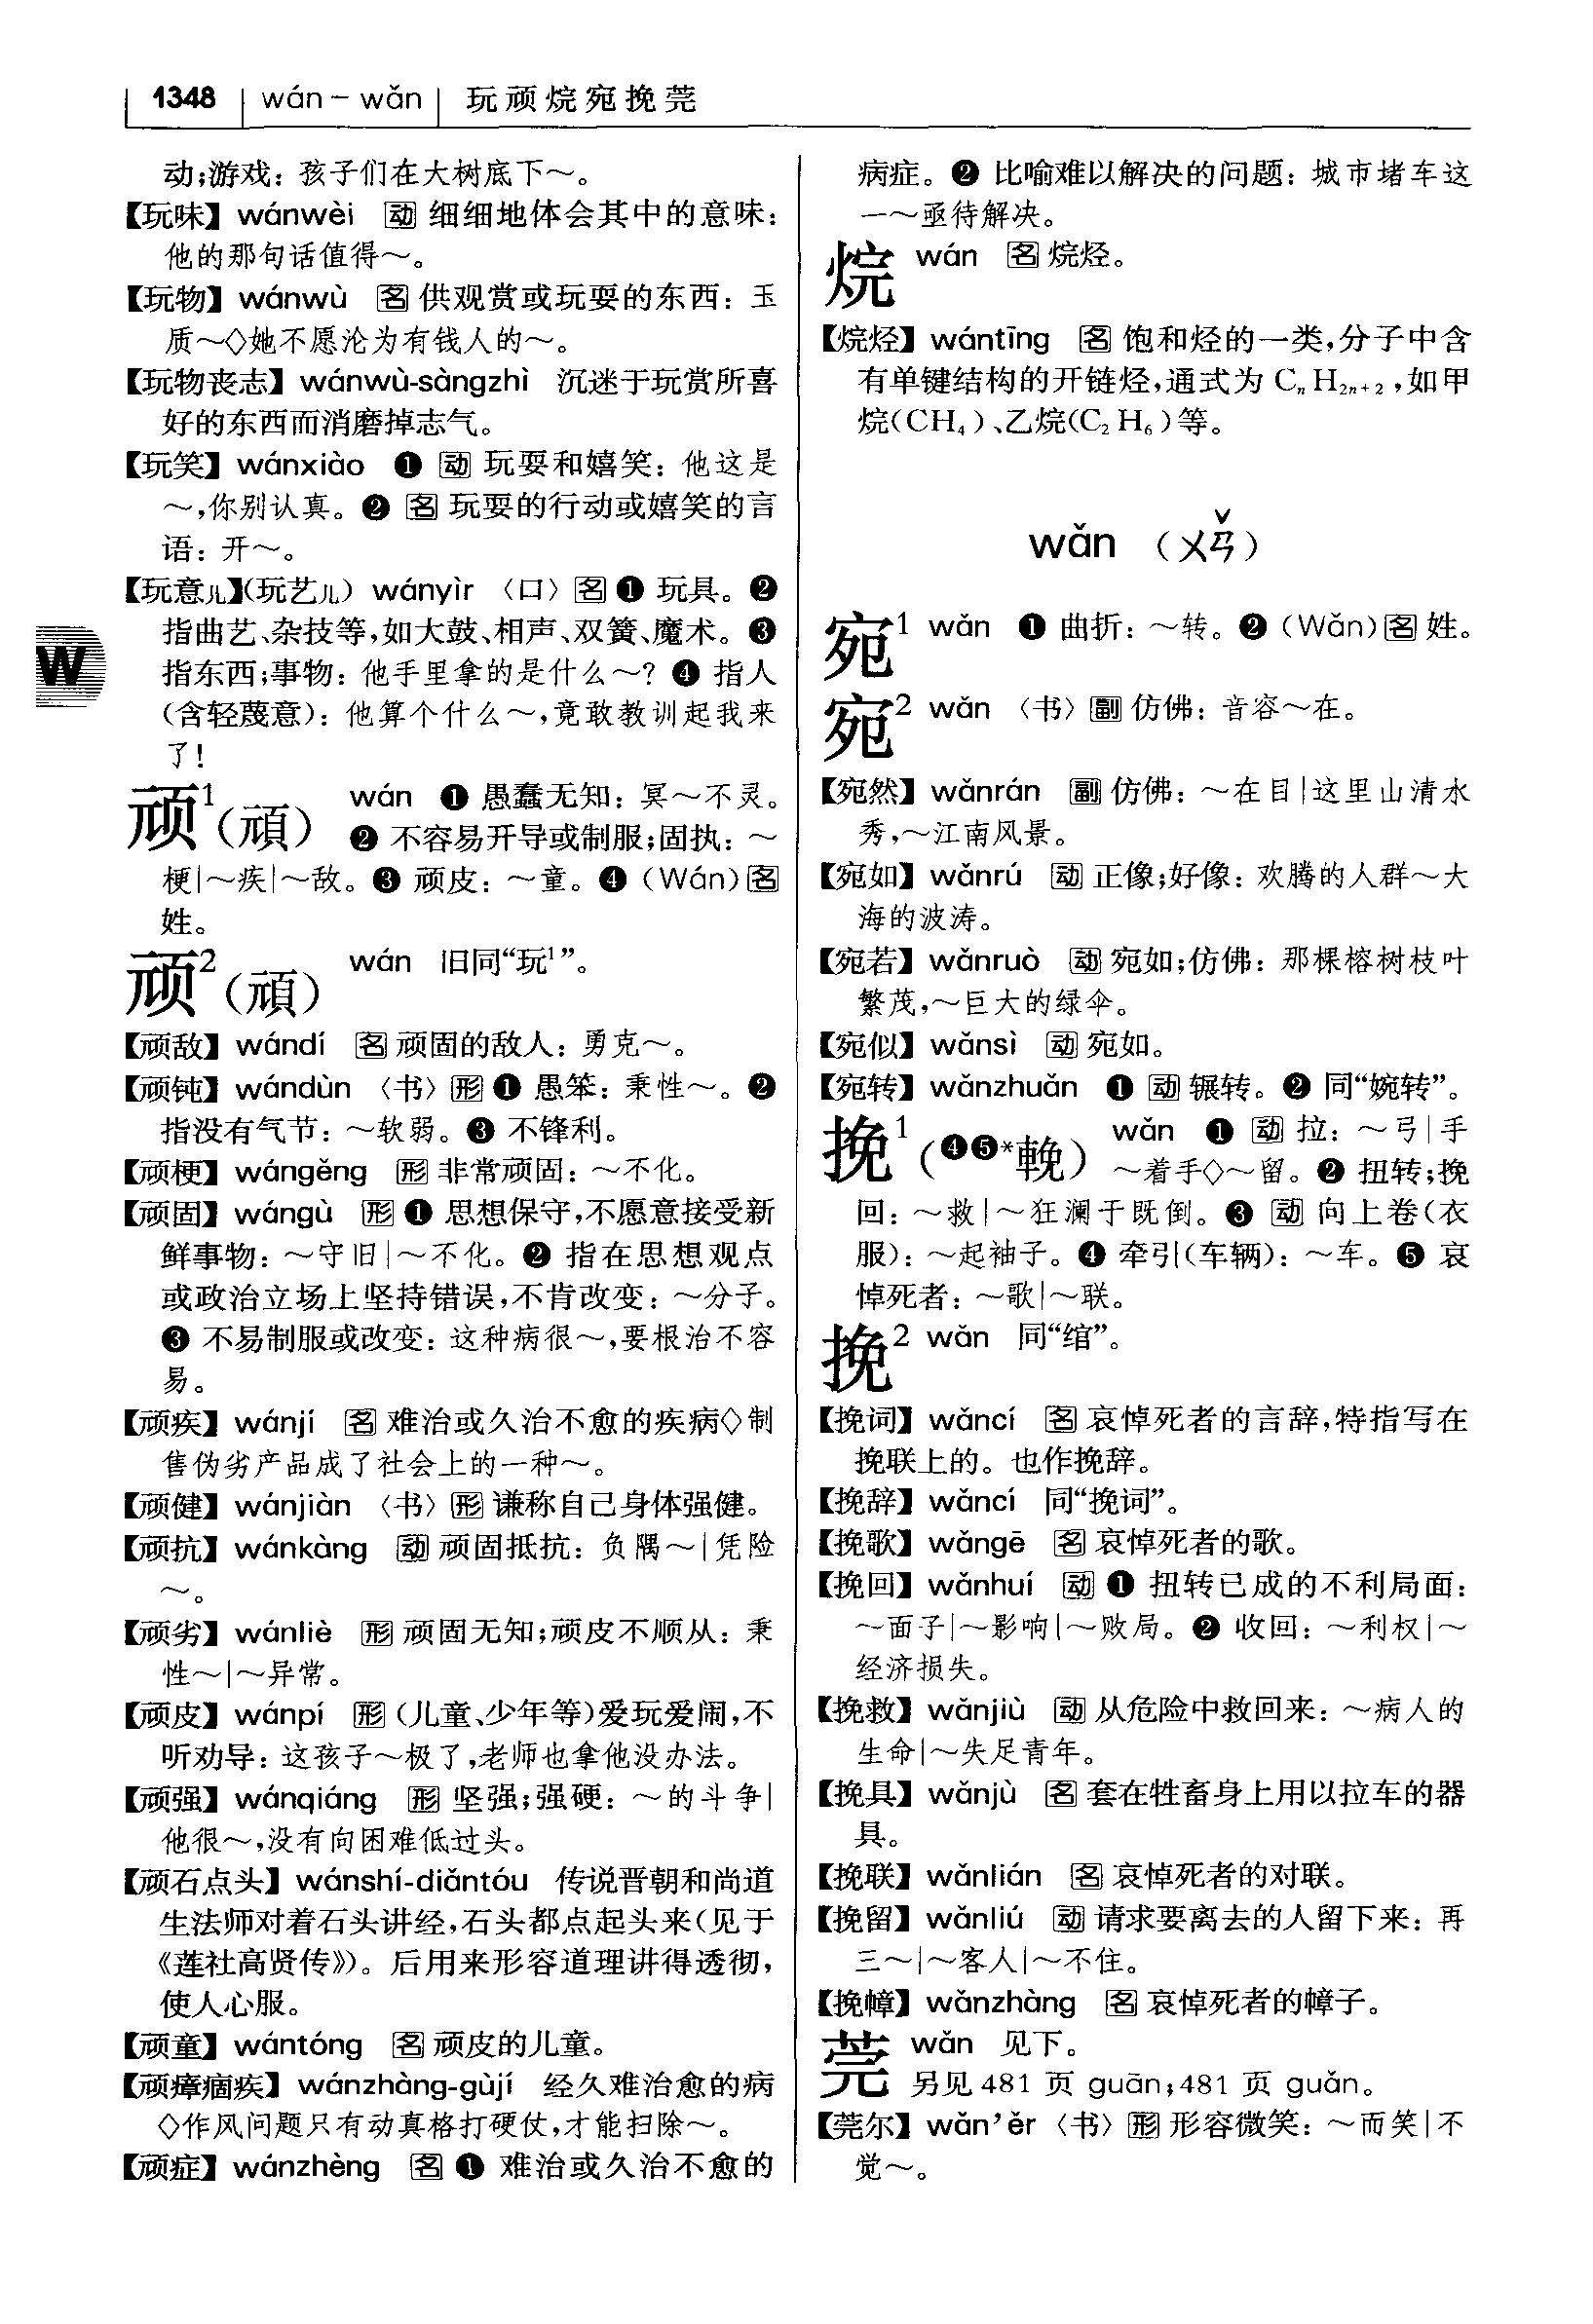 1348 wán－wǎn 玩顽烷宛挽莞
动;游戏：孩子们在大树底下～。
【玩味】wánwèi 动 细细地体会其中的意味：
他的那句话值得～。
【玩物】wánwù 名 供观赏或玩耍的东西：玉
质～◇她不愿沦为有钱人的～。
【玩物丧志】wánwù-sàngzhì 沉迷于玩赏所喜
好的东西而消磨掉志气。
【玩笑】wánxiào ❶ 动 玩耍和嬉笑：他这是
～,你别认真。❷ 名 玩耍的行动或嬉笑的言
语：开～。
【玩意儿】(玩艺儿) wányìr 〈口〉名 ❶ 玩具。❷
指曲艺、杂技等,如大鼓、相声、双簧、魔术。❸
指东西;事物：他手里拿的是什么～? ❹ 指人
(含轻蔑意)：他算个什么～,竟敢教训起我来
了!
顽¹(頑) wán ❶ 愚蠢无知：冥～不灵。
❷ 不容易开导或制服;固执：～
梗|～疾|～敌。❸ 顽皮：～童。❹ (Wán) 名
姓。
顽²(頑) wán 旧同“玩¹”。
【顽敌】wándí 名 顽固的敌人：勇克～。
【顽钝】wándùn 〈书〉形 ❶ 愚笨：秉性～。❷
指没有气节：～软弱。❸ 不锋利。
【顽梗】wángěng 形 非常顽固：～不化。
【顽固】wángù 形 ❶ 思想保守,不愿意接受新
鲜事物：～守旧|～不化。❷ 指在思想观点
或政治立场上坚持错误,不肯改变：～分子。
❸ 不易制服或改变：这种病很～,要根治不容
易。
【顽疾】wánjí 名 难治或久治不愈的疾病◇制
售伪劣产品成了社会上的一种～。
【顽健】wánjiàn 〈书〉形 谦称自己身体强健。
【顽抗】wánkàng 动 顽固抵抗：负隅～|凭险
～。
【顽劣】wánliè 形 顽固无知;顽皮不顺从：秉
性～|～异常。
【顽皮】wánpí 形 (儿童、少年等)爱玩爱闹,不
听劝导：这孩子～极了,老师也拿他没办法。
【顽强】wánqiáng 形 坚强;强硬：～的斗争|
他很～,没有向困难低过头。
【顽石点头】wánshí-diǎntóu 传说晋朝和尚道
生法师对着石头讲经,石头都点起头来(见于
《莲社高贤传》)。后用来形容道理讲得透彻,
使人心服。
【顽童】wántóng 名 顽皮的儿童。
【顽瘴痼疾】wánzhàng-gùjí 经久难治愈的病
◇作风问题只有动真格打硬仗,才能扫除～。
【顽症】wánzhèng 名 ❶ 难治或久治不愈的
W
病症。❷ 比喻难以解决的问题：城市堵车这
一～亟待解决。
烷 wán 名 烷烃。
【烷烃】wántīng 名 饱和烃的一类,分子中含
有单键结构的开链烃,通式为 CₙH₂ₙ₊₂,如甲
烷(CH₄)、乙烷(C₂H₆)等。
wǎn （ㄨㄢˇ）
宛¹ wǎn ❶ 曲折：～转。❷ (Wǎn) 名 姓。
宛² wǎn 〈书〉副 仿佛：音容～在。
【宛然】wǎnrán 副 仿佛：～在目|这里山清水
秀,～江南风景。
【宛如】wǎnrú 动 正像;好像：欢腾的人群～大
海的波涛。
【宛若】wǎnruò 动 宛如;仿佛：那棵榕树枝叶
繁茂,～巨大的绿伞。
【宛似】wǎnsì 动 宛如。
【宛转】wǎnzhuǎn ❶ 动 辗转。❷ 同“婉转”。
挽¹(❹❺*輓) wǎn ❶ 动 拉：～弓|手
～着手◇～留。❷ 扭转;挽
回：～救|～狂澜于既倒。❸ 动 向上卷(衣
服)：～起袖子。❹ 牵引(车辆)：～车。❺ 哀
悼死者：～歌|～联。
挽² wǎn 同“绾”。
【挽词】wǎncí 名 哀悼死者的言辞,特指写在
挽联上的。也作挽辞。
【挽辞】wǎncí 同“挽词”。
【挽歌】wǎngē 名 哀悼死者的歌。
【挽回】wǎnhuí 动 ❶ 扭转已成的不利局面：
～面子|～影响|～败局。❷ 收回：～利权|～
经济损失。
【挽救】wǎnjiù 动 从危险中救回来：～病人的
生命|～失足青年。
【挽具】wǎnjù 名 套在牲畜身上用以拉车的器
具。
【挽联】wǎnlián 名 哀悼死者的对联。
【挽留】wǎnliú 动 请求要离去的人留下来：再
三～|～客人|～不住。
【挽幛】wǎnzhàng 名 哀悼死者的幛子。
莞 wǎn 见下。
另见 481 页 guān;481 页 guǎn。
【莞尔】wǎn'ěr 〈书〉形 形容微笑：～而笑|不
觉～。